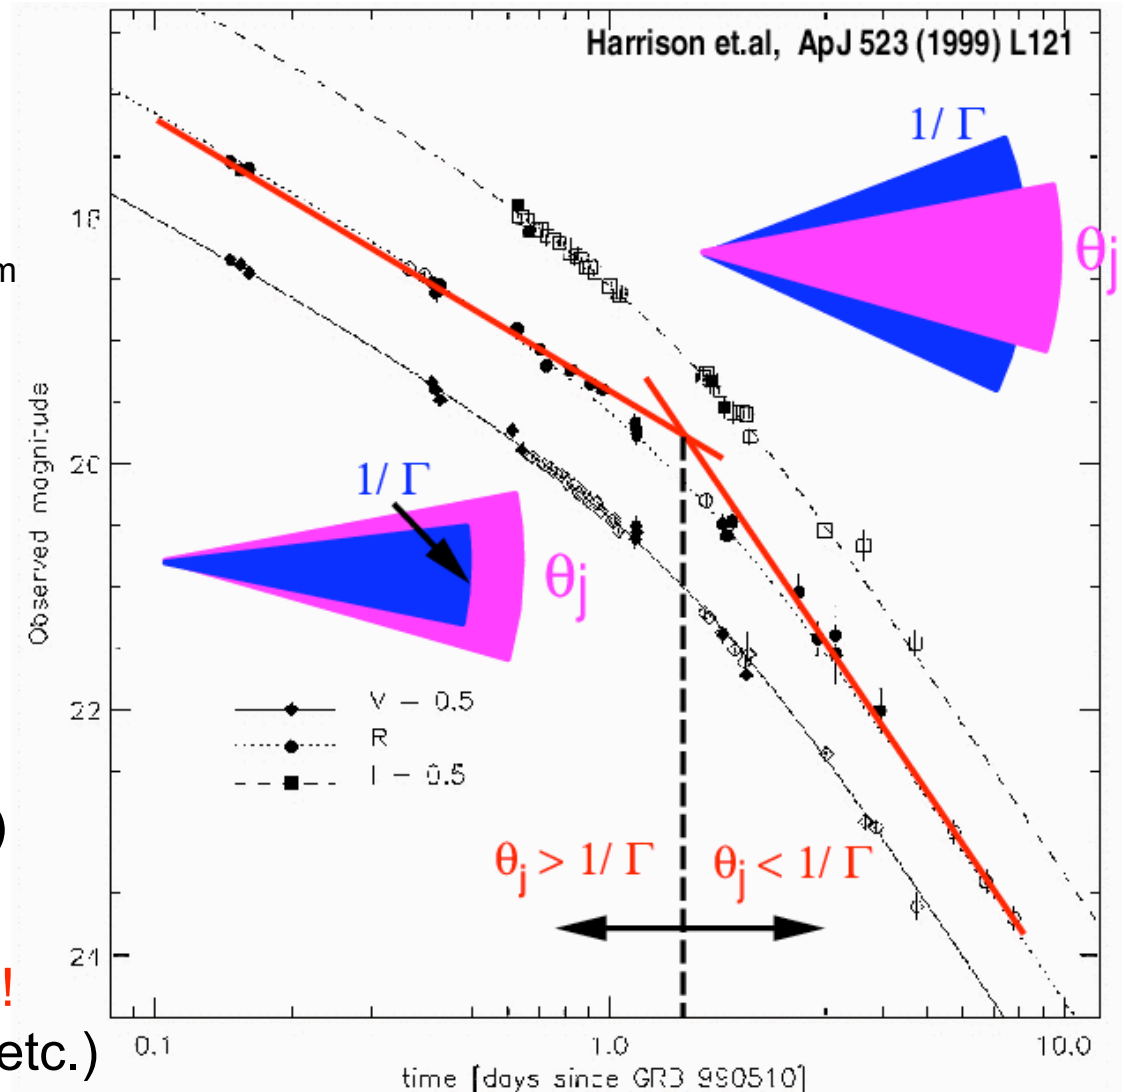 Harrison et.al, ApJ 523 (1999) L121
1/ Γ
θj
m
18
20
22
24
Observed magnitude
1/ Γ
θj
V – 0.5
R
I – 0.5
θj > 1/ Γ
θj < 1/ Γ
)
!
etc.)
0.1
1.0
10.0
time [days since GRB 990510]